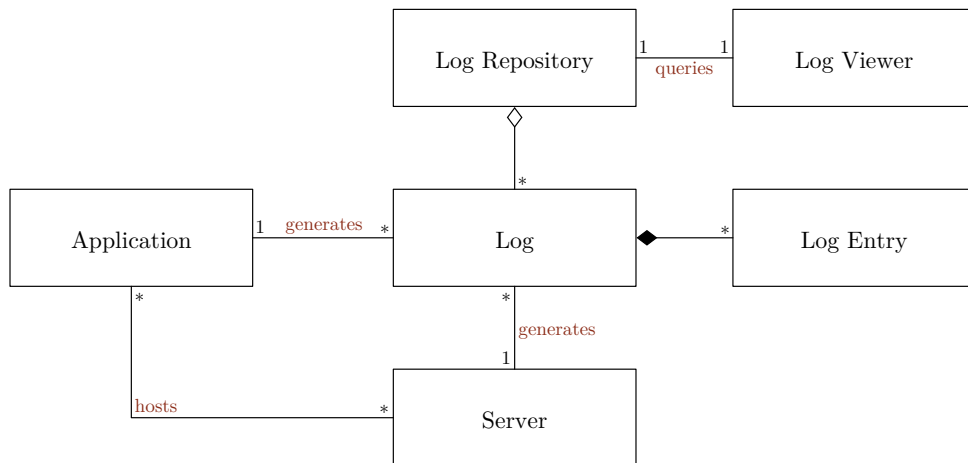 Log Repository
1
1
queries
Log Viewer
*
Application
1
generates
*
Log
*
Log Entry
*
*
generates
1
hosts
*
Server